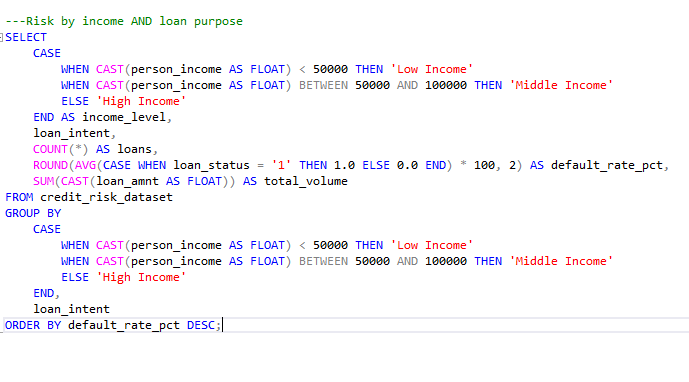 ---Risk by income AND loan purpose
SELECT
    CASE
        WHEN CAST(person_income AS FLOAT) < 50000 THEN 'Low Income'
        WHEN CAST(person_income AS FLOAT) BETWEEN 50000 AND 100000 THEN 'Middle Income'
        ELSE 'High Income'
    END AS income_level,
    loan_intent,
    COUNT(*) AS loans,
    ROUND(AVG(CASE WHEN loan_status = '1' THEN 1.0 ELSE 0.0 END) * 100, 2) AS default_rate_pct,
    SUM(CAST(loan_amnt AS FLOAT)) AS total_volume
FROM credit_risk_dataset
GROUP BY
    CASE
        WHEN CAST(person_income AS FLOAT) < 50000 THEN 'Low Income'
        WHEN CAST(person_income AS FLOAT) BETWEEN 50000 AND 100000 THEN 'Middle Income'
        ELSE 'High Income'
    END,
    loan_intent
ORDER BY default_rate_pct DESC;